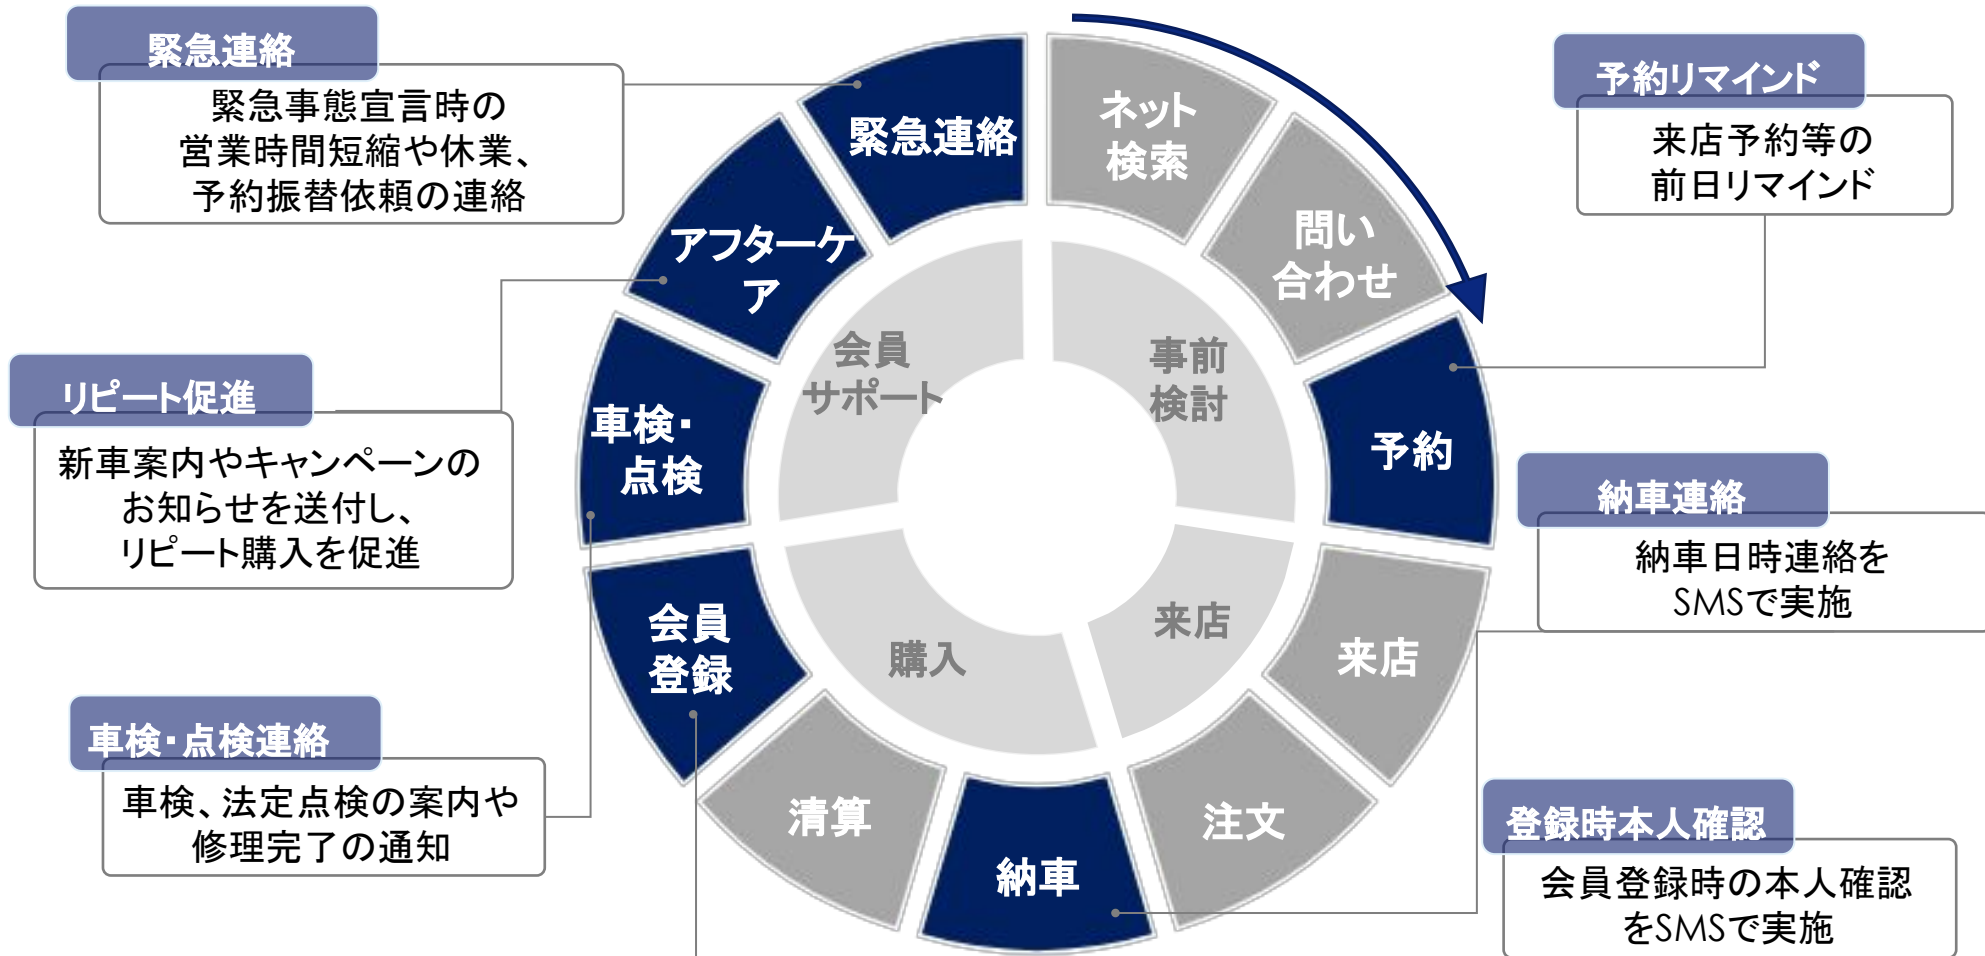 緊急連絡
緊急事態宣言時の
営業時間短縮や休業、
予約振替依頼の連絡
リピート促進
新車案内やキャンペーンの
お知らせを送付し、
リピート購入を促進
車検・点検連絡
車検、法定点検の案内や
修理完了の通知
緊急連絡
ネット
検索
アフターケ
ア
問い
合わせ
車検・
点検
予約
会員
登録
来店
清算
注文
納車
会員
サポート
事前
検討
購入
来店
予約リマインド
来店予約等の
前日リマインド
納車連絡
納車日時連絡を
SMSで実施
登録時本人確認
会員登録時の本人確認
をSMSで実施